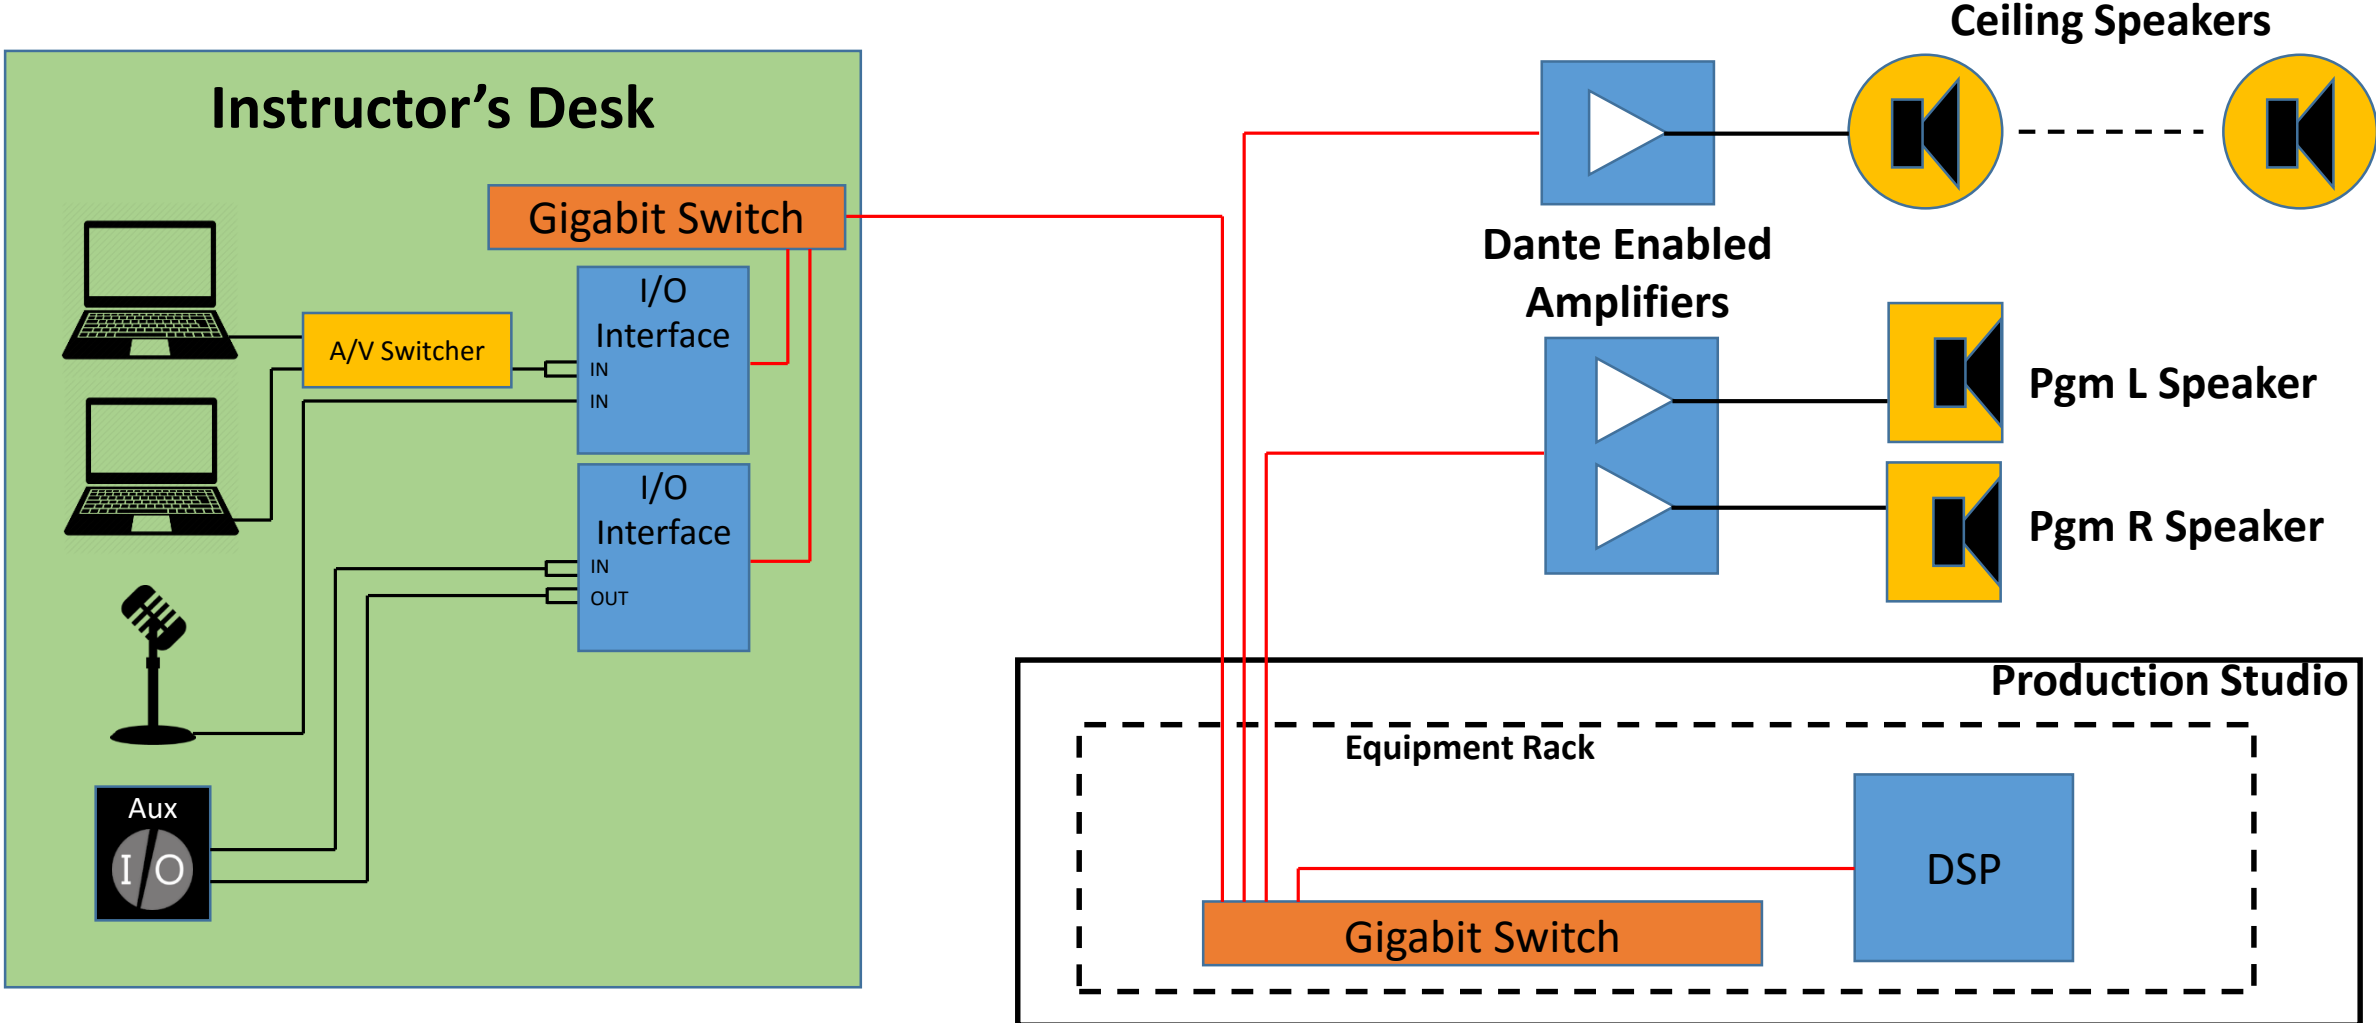 Instructor’s Desk
Gigabit Switch
I/O
Interface
IN
IN
A/V Switcher
I/O
Interface
IN
OUT
Aux
I/O
Ceiling Speakers
Dante Enabled
Amplifiers
Pgm L Speaker
Pgm R Speaker
Production Studio
Equipment Rack
DSP
Gigabit Switch